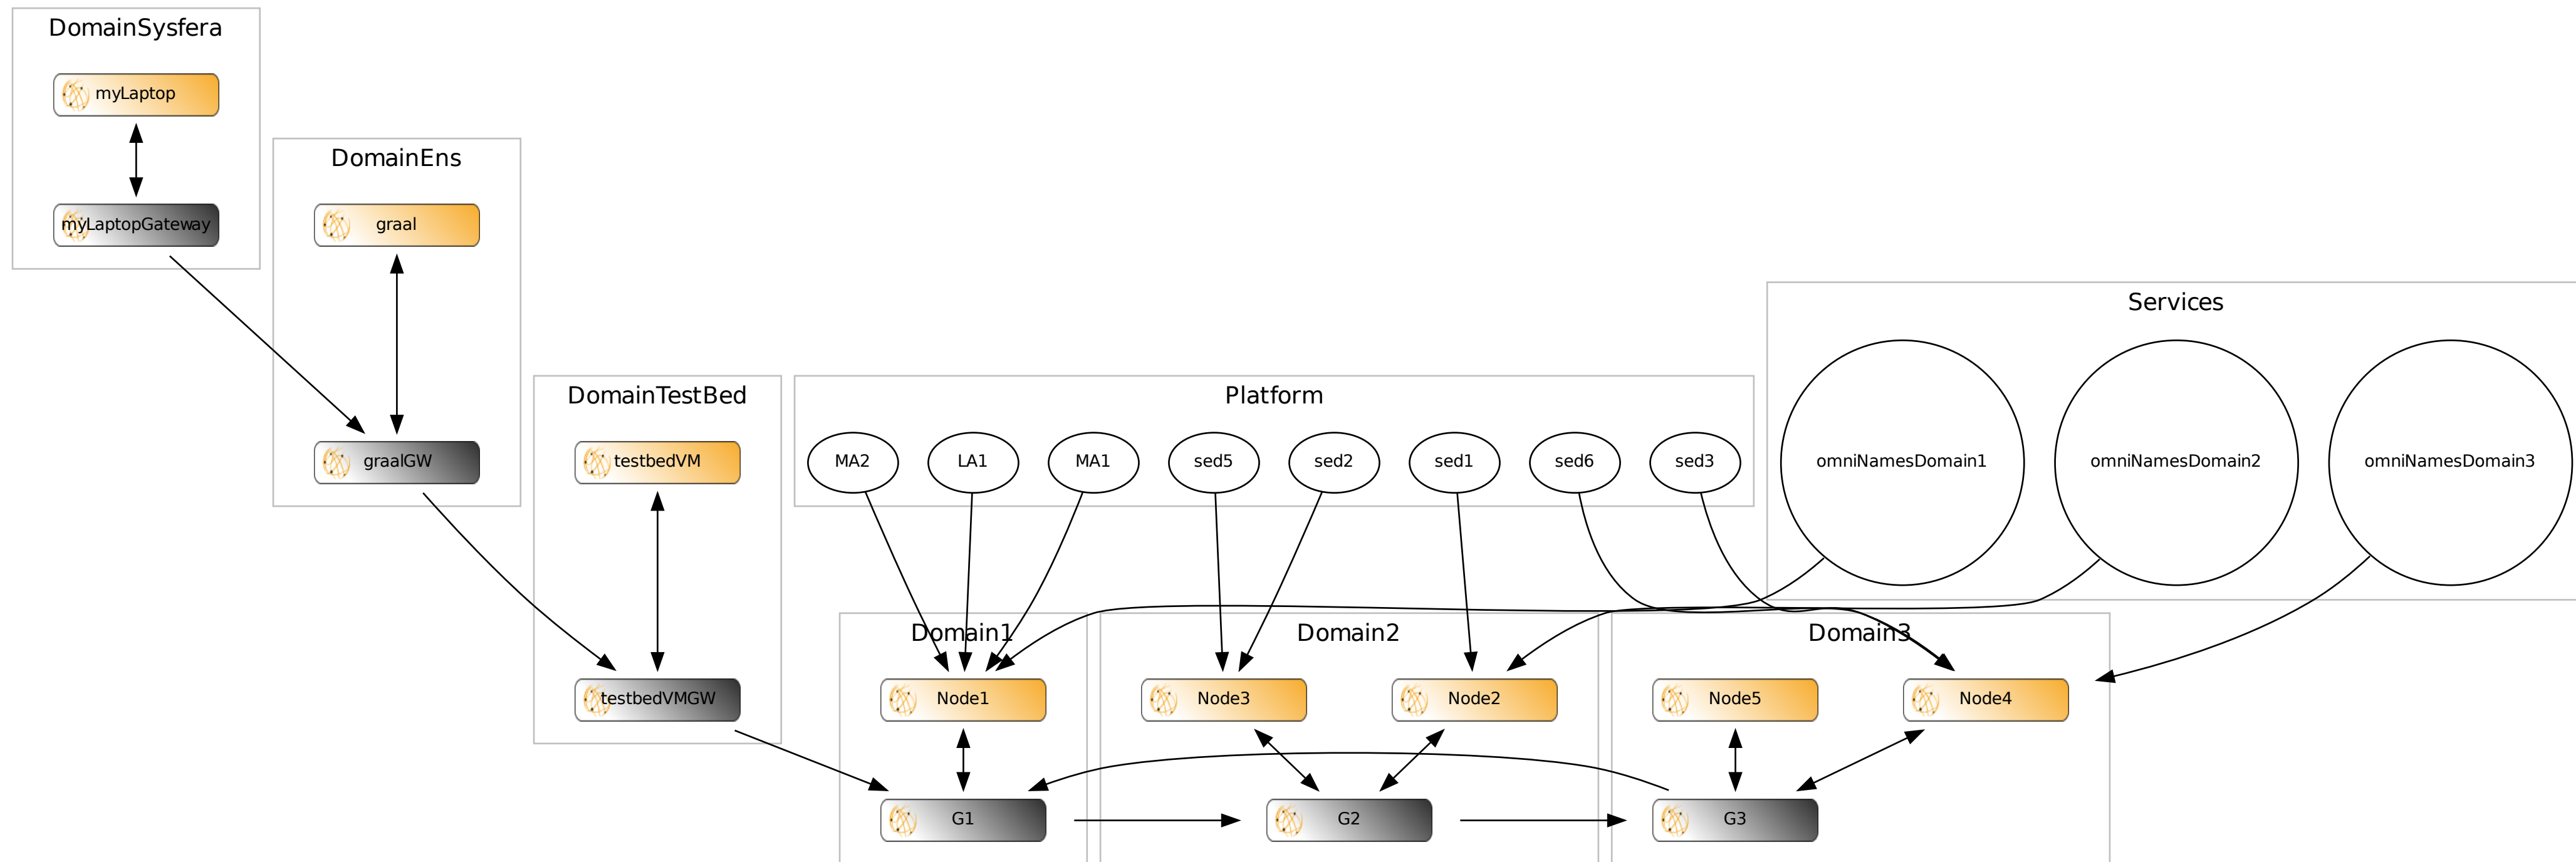 DomainSysfera
myLaptop
myLaptopGateway
DomainEns
graal
graalGW
DomainTestBed
testbedVM
testbedVMGW
Platform
MA2 LA1 MA1 sed5 sed2 sed1 sed6 sed3
Services
omniNamesDomain1 omniNamesDomain2 omniNamesDomain3
Domain1
Node1
G1
Domain2
Node3 Node2
G2
Domain3
Node5 Node4
G3